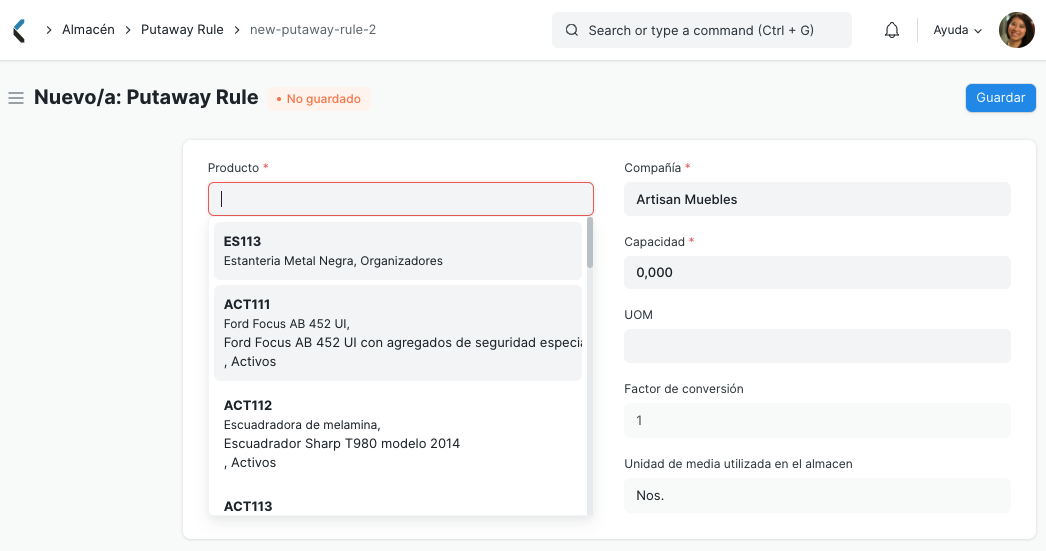 Almacén
Putaway Rule
new-putaway-rule-2
Search or type a command (Ctrl + G)
Ayuda
Nuevo/a: Putaway Rule
• No guardado
Guardar
Producto *
ES113
Estanteria Metal Negra, Organizadores
ACT111
Ford Focus AB 452 UI,
Ford Focus AB 452 UI con agregados de seguridad especia
, Activos
ACT112
Escuadradora de melamina,
Escuadrador Sharp T980 modelo 2014
, Activos
ACT113
Compañía *
Artisan Muebles
Capacidad *
0,000
UOM
Factor de conversión
1
Unidad de media utilizada en el almacen
Nos.